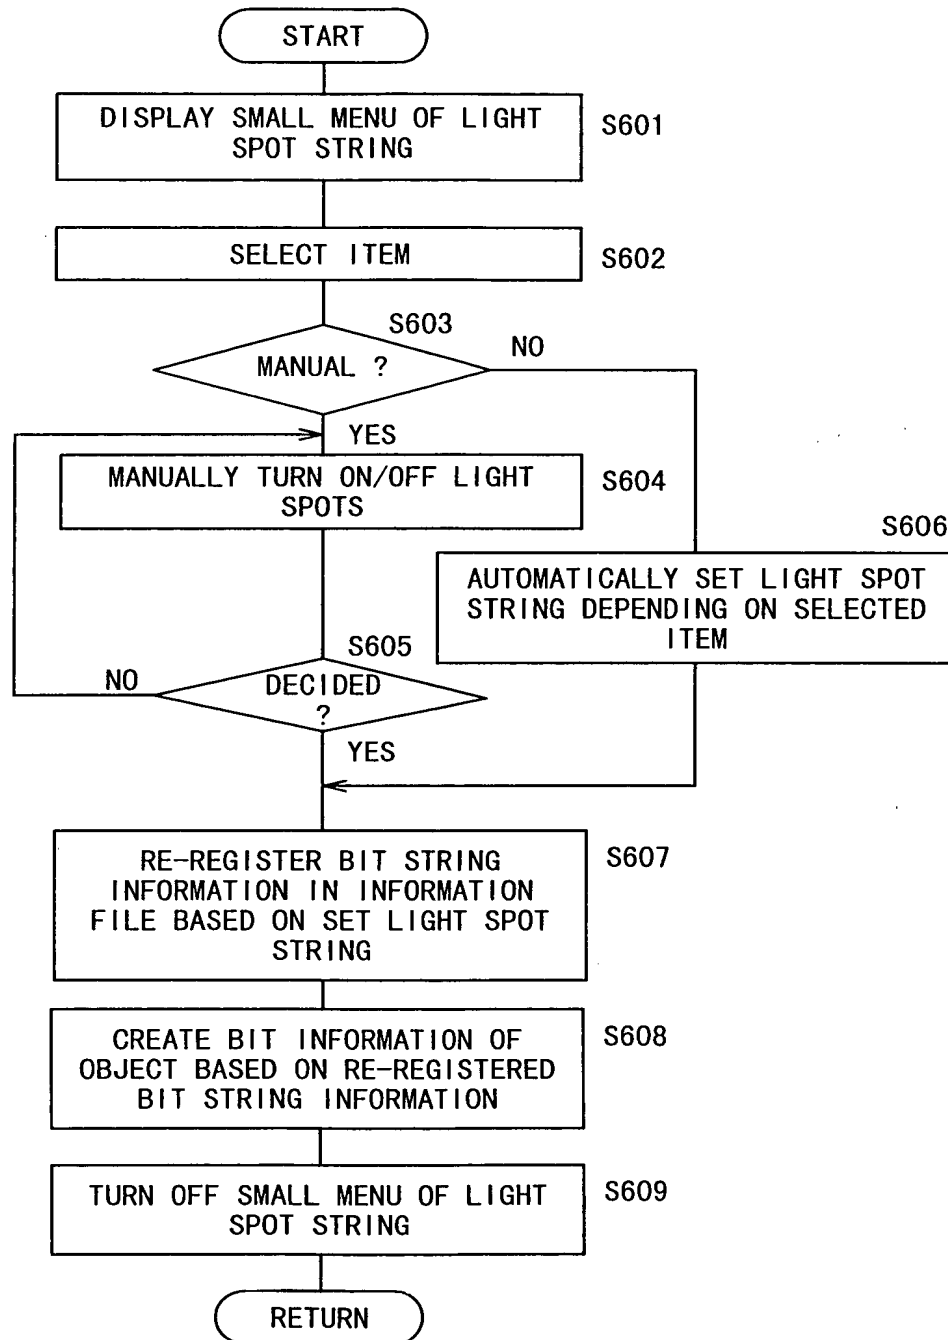 START
DISPLAY SMALL MENU OF LIGHT
SPOT STRING
S601
SELECT ITEM
S602
S603
MANUAL ?
NO
YES
MANUALLY TURN ON/OFF LIGHT
SPOTS
S604
S606
AUTOMATICALLY SET LIGHT SPOT
STRING DEPENDING ON SELECTED
ITEM
S605
NO
DECIDED
?
YES
RE-REGISTER BIT STRING
INFORMATION IN INFORMATION
FILE BASED ON SET LIGHT SPOT
STRING
S607
CREATE BIT INFORMATION OF
OBJECT BASED ON RE-REGISTERED
BIT STRING INFORMATION
S608
TURN OFF SMALL MENU OF LIGHT
SPOT STRING
S609
RETURN